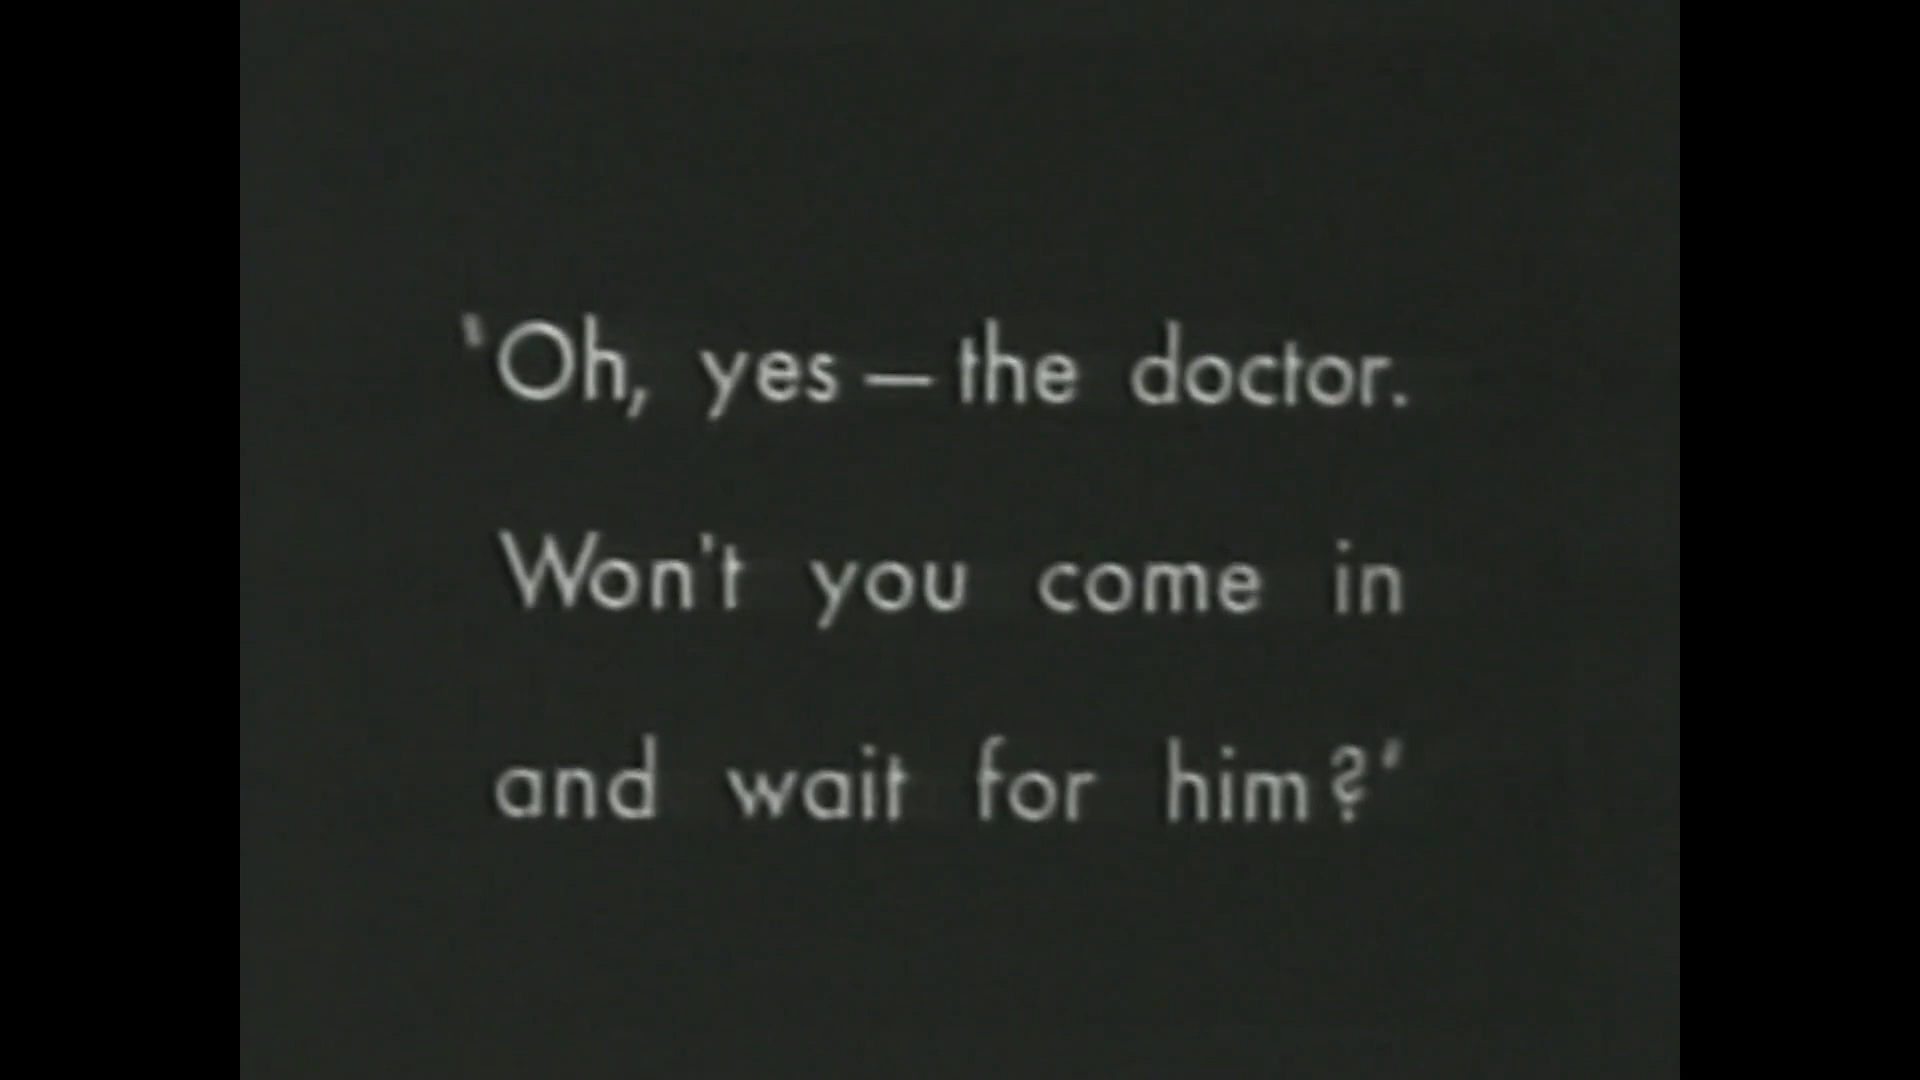 'Oh, yes — the doctor.
Won't you come in
and wait for him?'